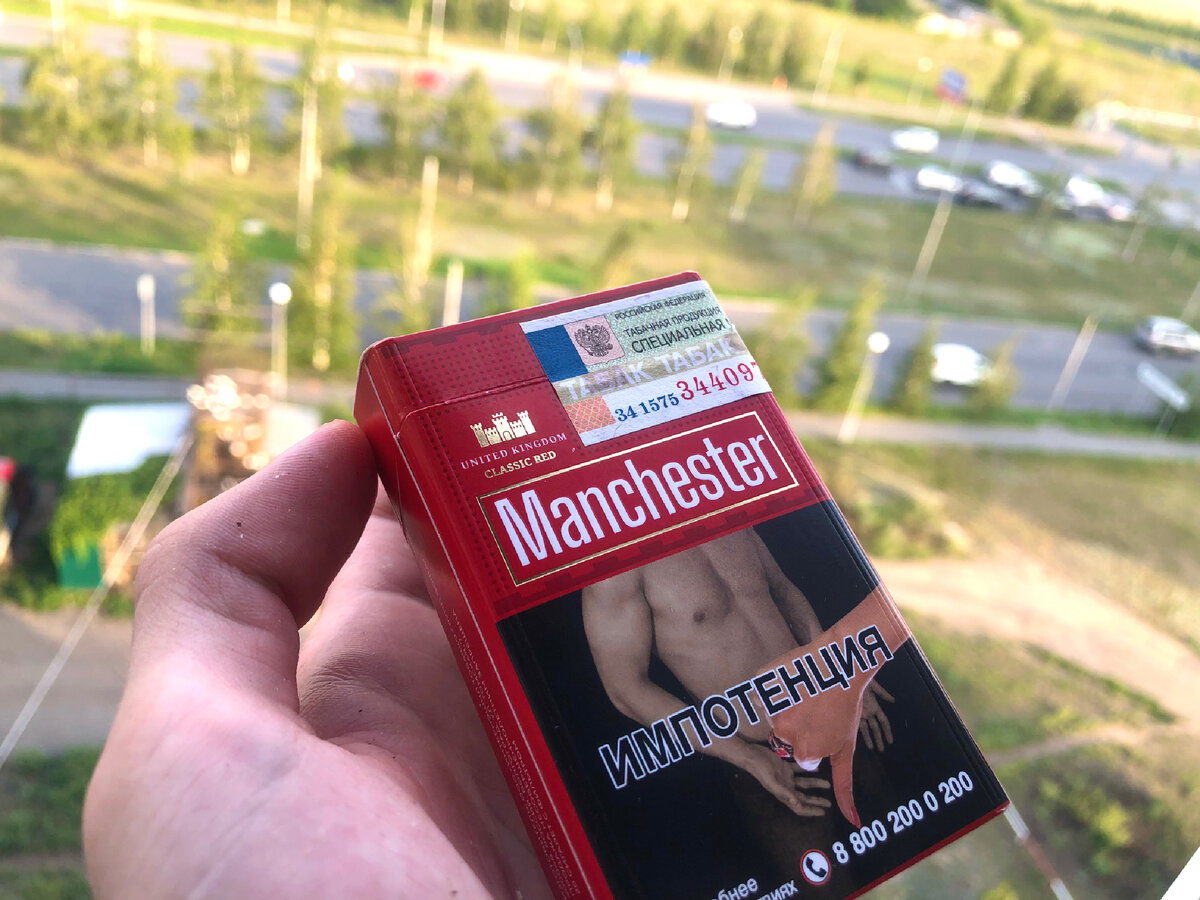 РОССИЙСКАЯ ФЕДЕРАЦИЯ
ТАБАЧНАЯ ПРОДУКЦИЯ
СПЕЦИАЛЬНАЯ
ТАБАК ТАБАК
34 1575 344097
UNITED KINGDOM
CLASSIC RED
Manchester
ИМПОТЕНЦИЯ
8 800 200 0 200